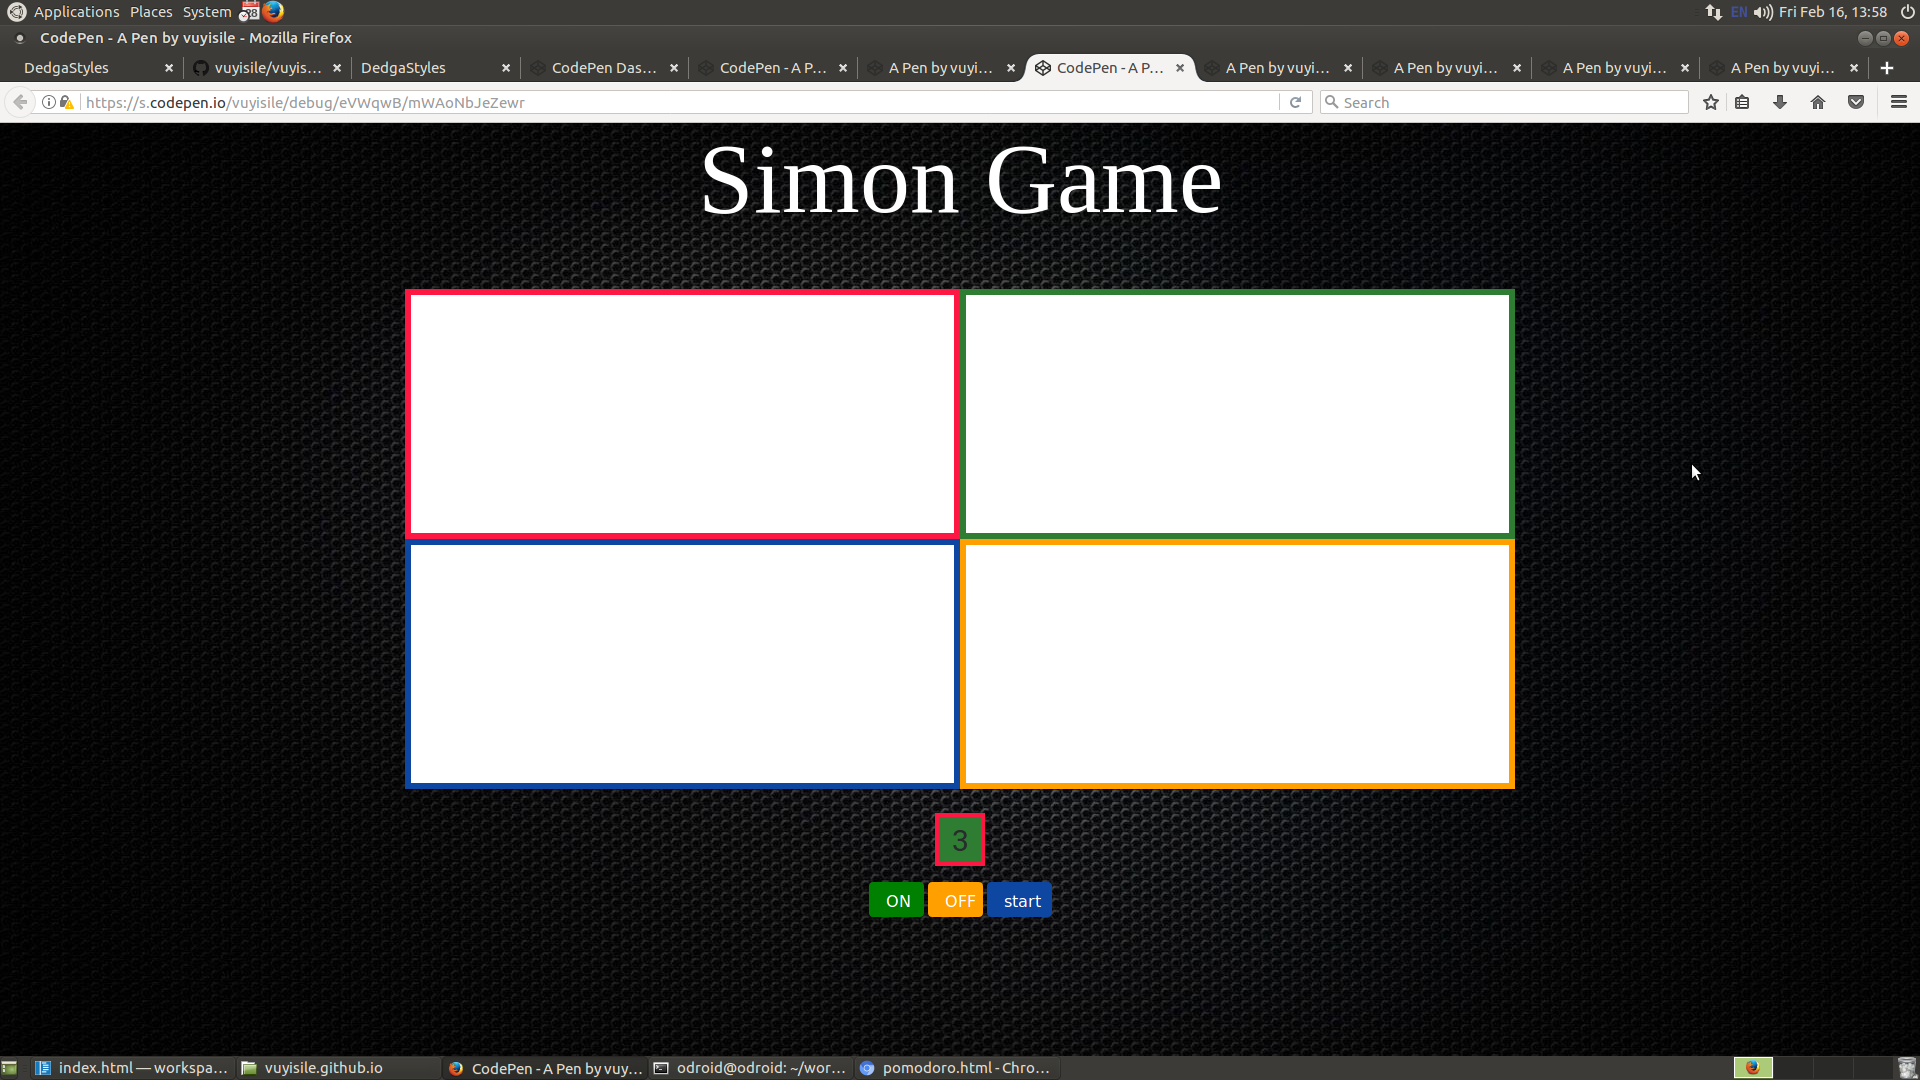 Applications Places System 28 EN Fri Feb 16, 13:58
CodePen - A Pen by vuyisile - Mozilla Firefox
DedgaStyles vuyisile/vuyis... DedgaStyles CodePen Das... CodePen - A P... A Pen by vuyi... CodePen - A P... A Pen by vuyi... A Pen by vuyi... A Pen by vuyi... A Pen by vuyi...
https://s.codepen.io/vuyisile/debug/eVWqwB/mWAoNbJeZewr Search
Simon Game
3
ON OFF start
index.html — workspa... vuyisile.github.io CodePen - A Pen by vuy... odroid@odroid: ~/wor... pomodoro.html - Chro...